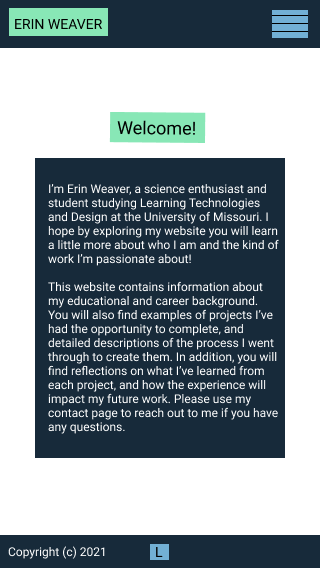 ERIN WEAVER
Welcome!
I’m Erin Weaver, a science enthusiast and
student studying Learning Technologies
and Design at the University of Missouri. I
hope by exploring my website you will learn
a little more about who I am and the kind of
work I’m passionate about!
This website contains information about
my educational and career background.
You will also find examples of projects I’ve
had the opportunity to complete, and
detailed descriptions of the process I went
through to create them. In addition, you will
find reflections on what I’ve learned from
each project, and how the experience will
impact my future work. Please use my
contact page to reach out to me if you have
any questions.
Copyright (c) 2021
L